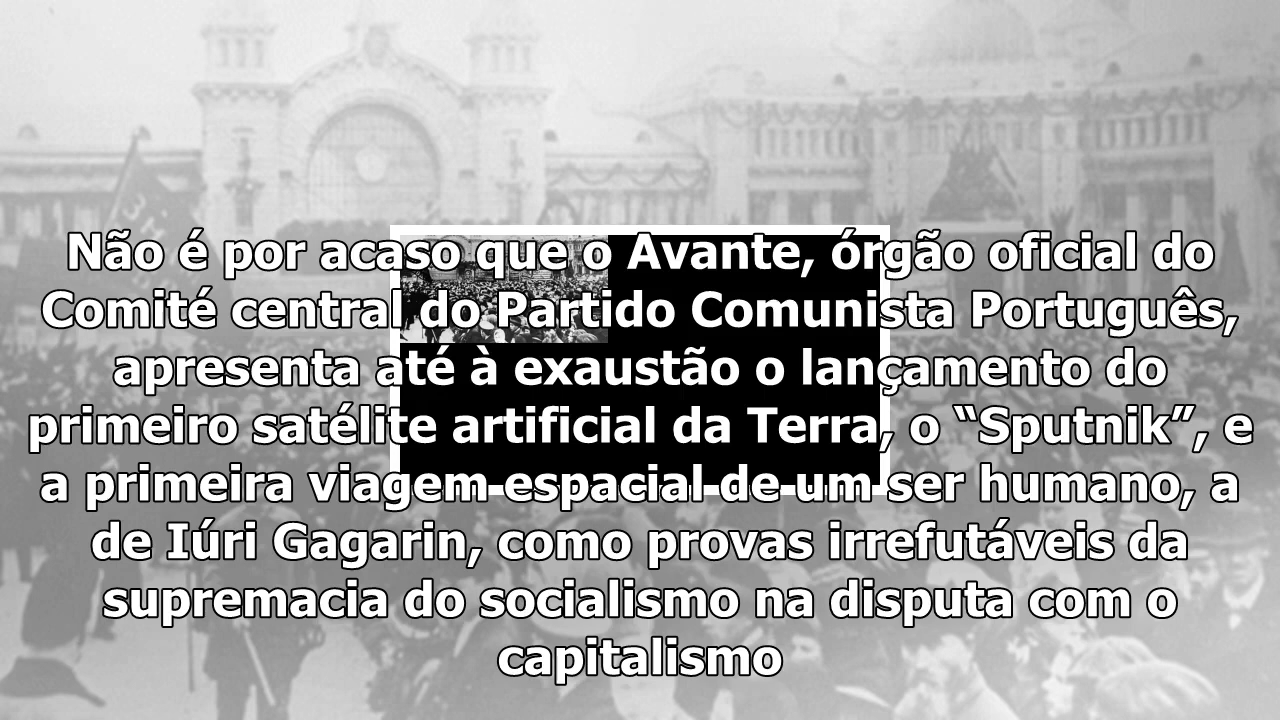 Não é por acaso que o Avante, órgão oficial do
Comité central do Partido Comunista Português,
apresenta até à exaustão o lançamento do
primeiro satélite artificial da Terra, o “Sputnik”, e
a primeira viagem espacial de um ser humano, a
de Iúri Gagarin, como provas irrefutáveis da
supremacia do socialismo na disputa com o
capitalismo